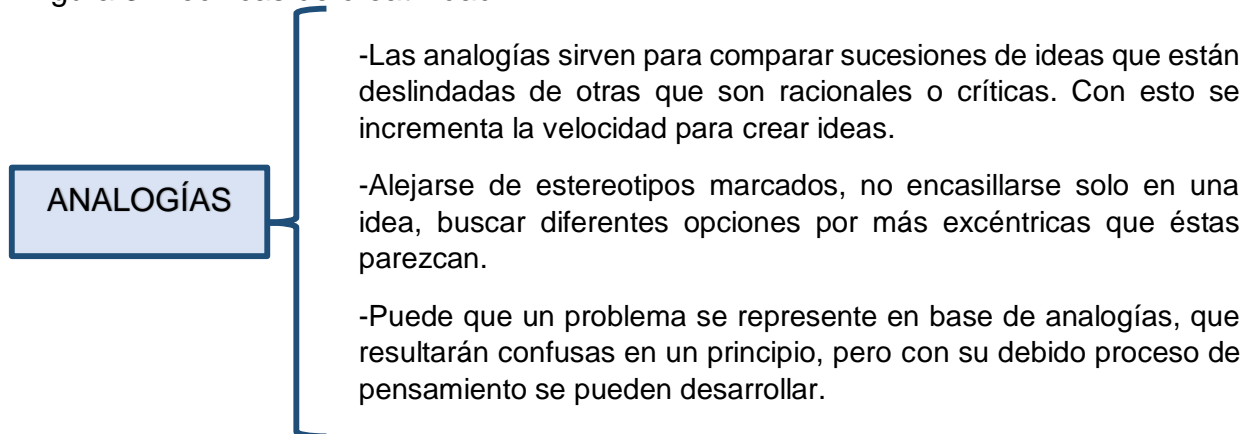 -Las analogías sirven para comparar sucesiones de ideas que están
deslindadas de otras que son racionales o críticas. Con esto se
incrementa la velocidad para crear ideas.
ANALOGÍAS
-Alejarse de estereotipos marcados, no encasillarse solo en una
idea, buscar diferentes opciones por más excéntricas que éstas
parezcan.
-Puede que un problema se represente en base de analogías, que
resultarán confusas en un principio, pero con su debido proceso de
pensamiento se pueden desarrollar.